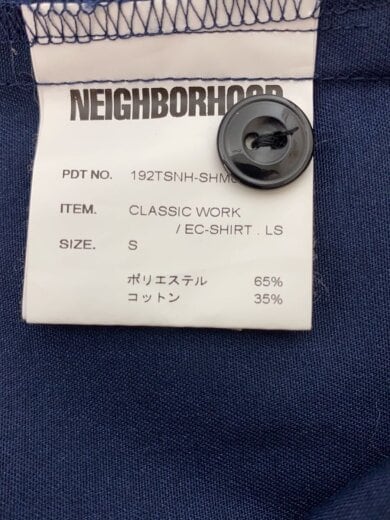 NEIGHBORHOOD
PDT NO. 192TSNH-SHM
ITEM. CLASSIC WORK
/ EC-SHIRT . LS
SIZE. S
ポリエステル 65%
コットン 35%